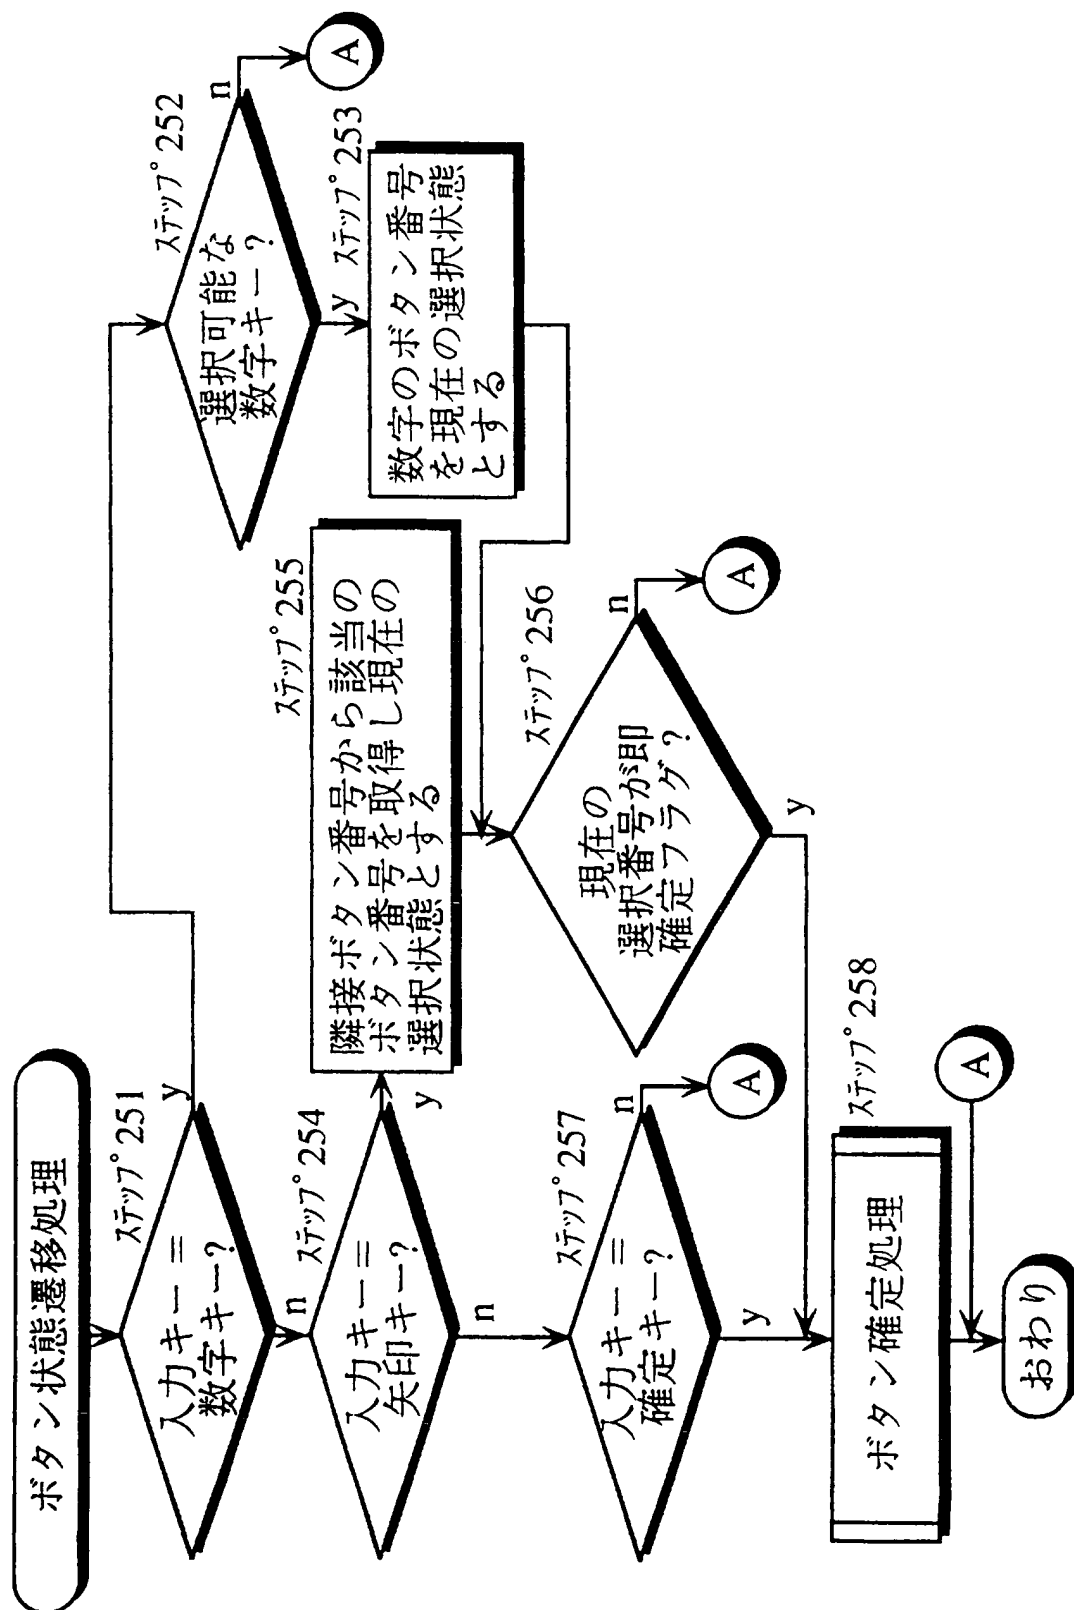 ボタン状態遷移処理
ステップ251
入力キー=
数字キー?
y
n
ステップ252
選択可能な
数字キー?
n
A
y
ステップ253
数字のボタン番号
を現在の選択状態
とする
ステップ254
入力キー=
矢印キー?
y
n
ステップ255
隣接ボタン番号から該当の
ボタン番号を取得し現在の
選択状態とする
ステップ256
現在の
選択番号が即
確定フラグ?
n
A
y
ステップ257
入力キー=
確定キー?
n
A
y
ステップ258
ボタン確定処理
A
おわり